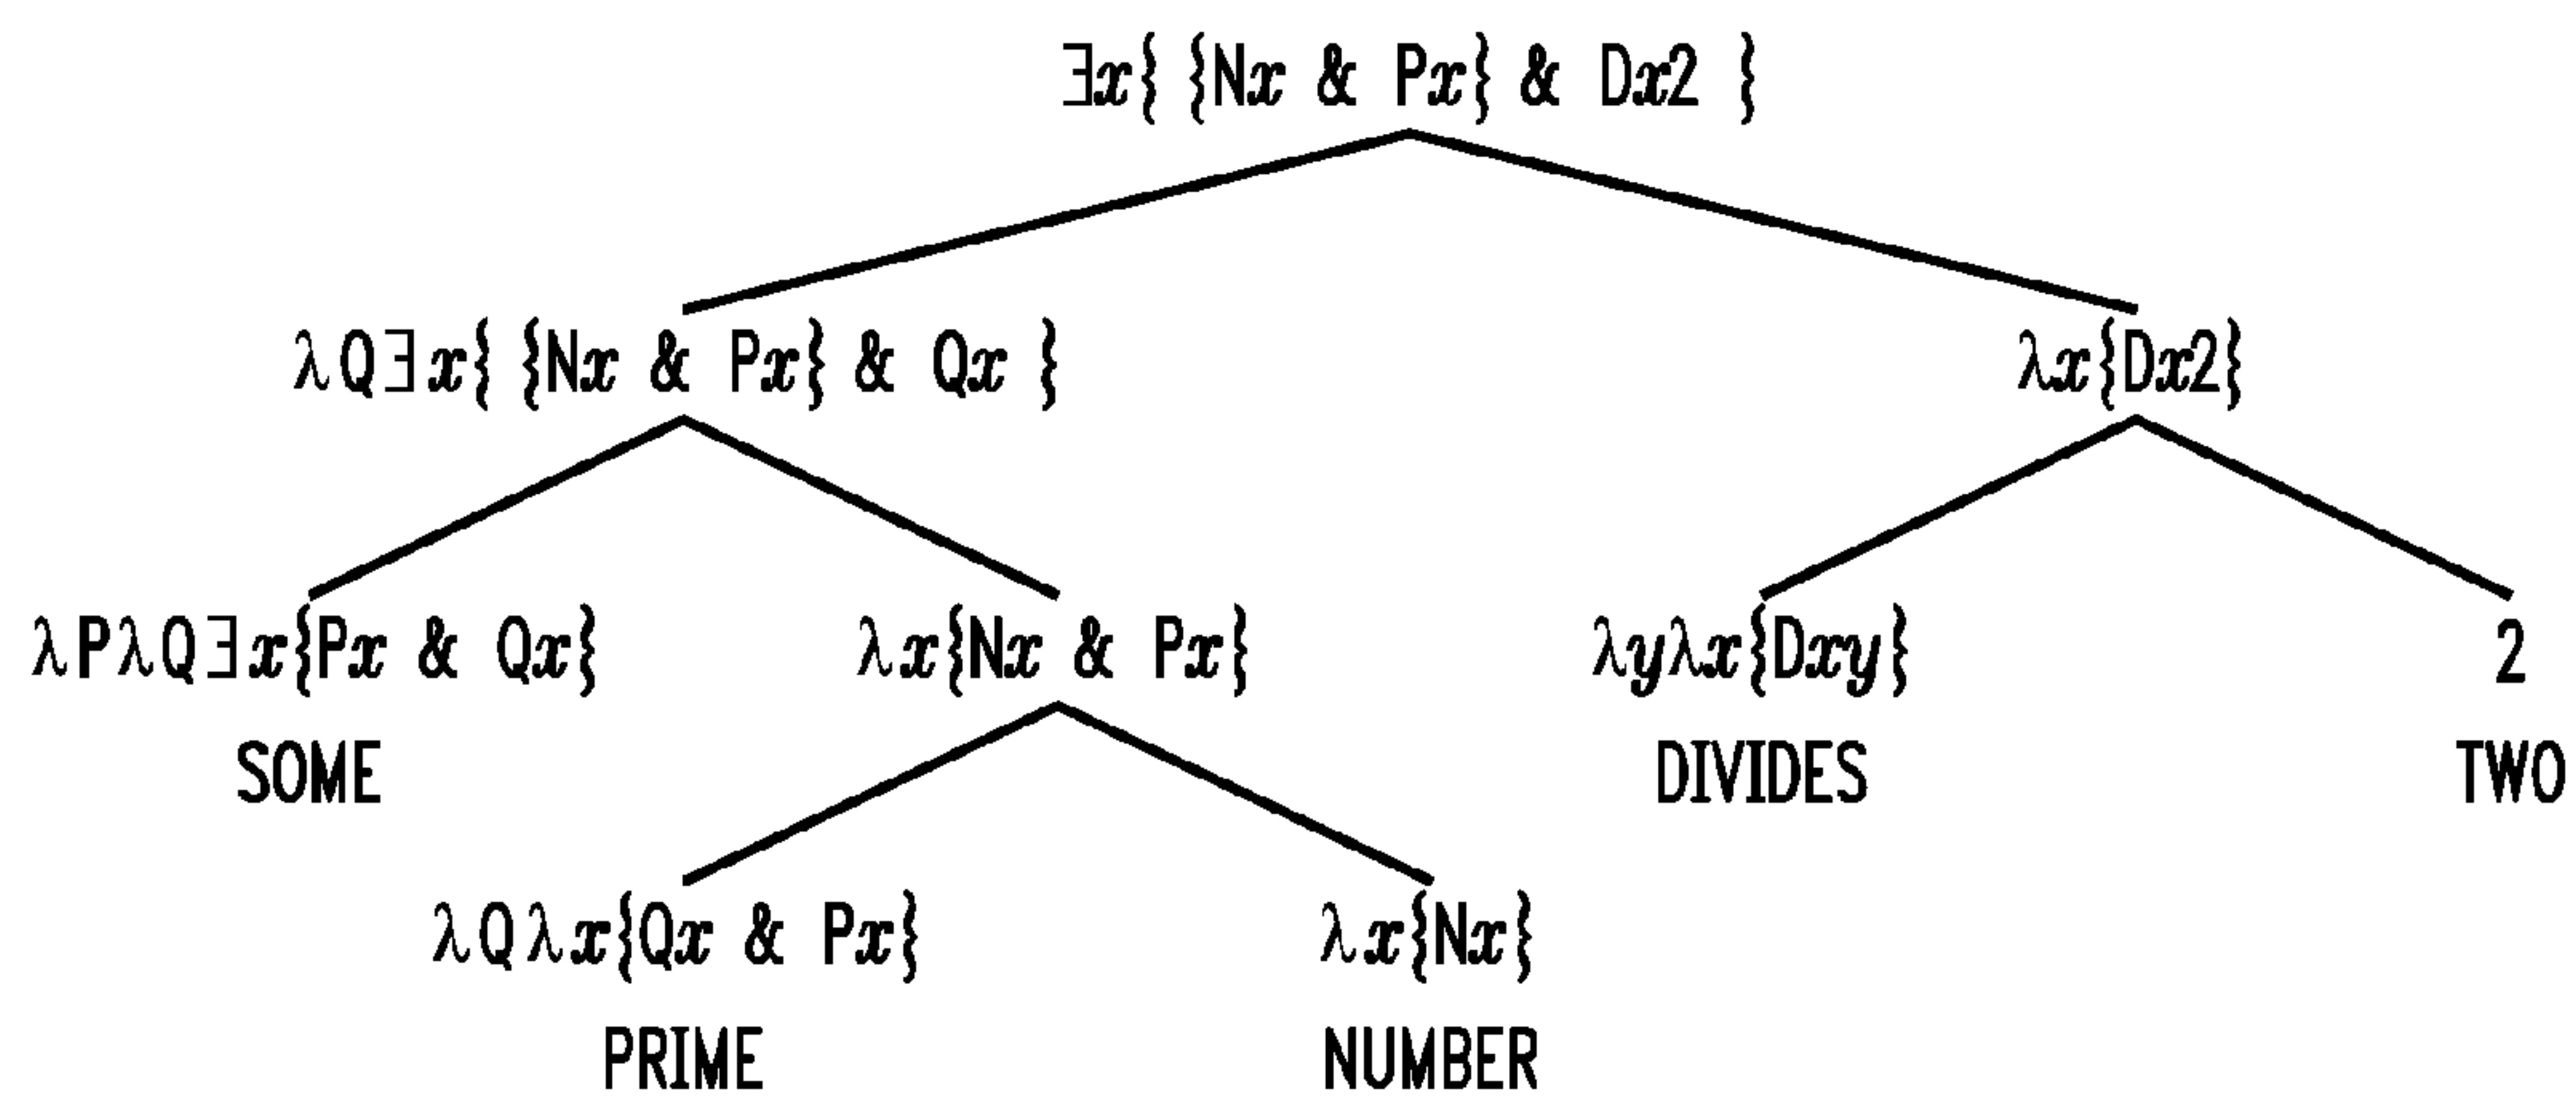 ∃x{ {Nx & Px} & Dx2 }
λQ∃x{ {Nx & Px} & Qx } λx{Dx2}
λPλQ∃x{Px & Qx} λx{Nx & Px} λyλx{Dxy} 2
SOME DIVIDES TWO
λQλx{Qx & Px} λx{Nx}
PRIME NUMBER